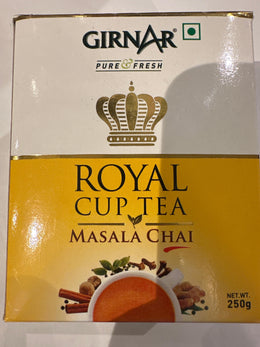 GIRNAR
PURE & FRESH
ROYAL
CUP TEA
MASALA CHAI
NET. WT.
250g